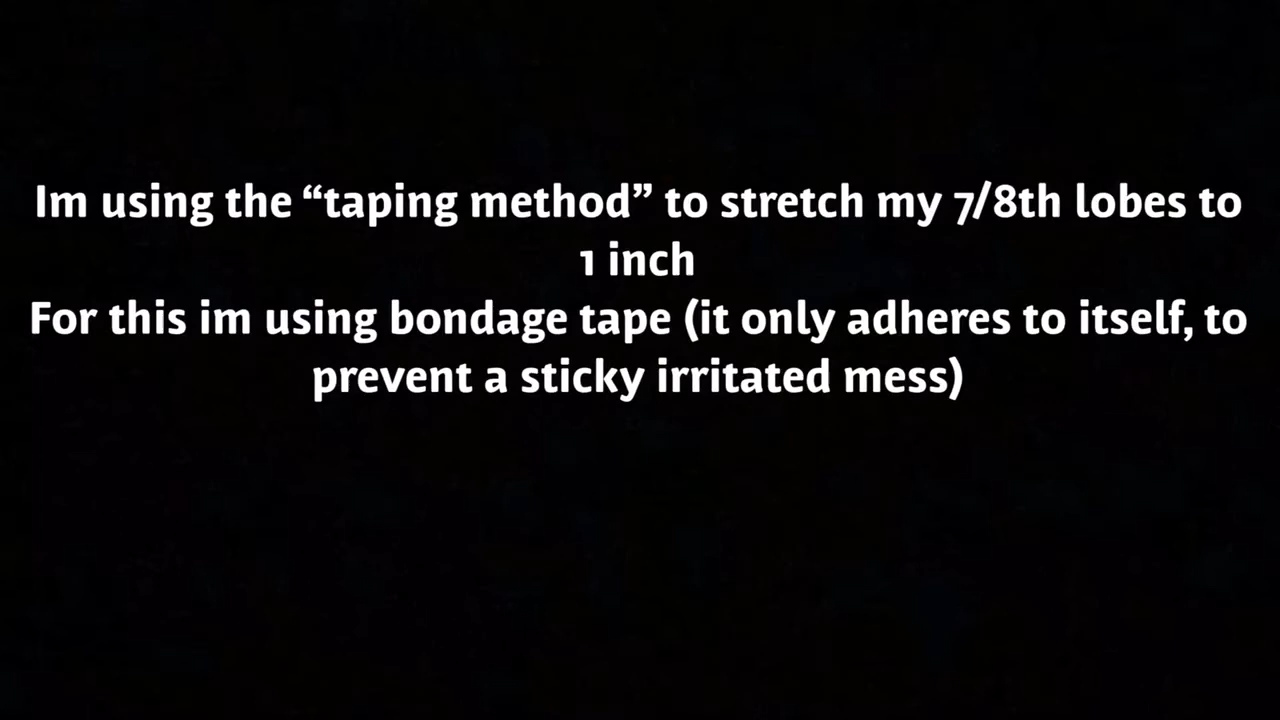 Im using the “taping method” to stretch my 7/8th lobes to
1 inch
For this im using bondage tape (it only adheres to itself, to
prevent a sticky irritated mess)